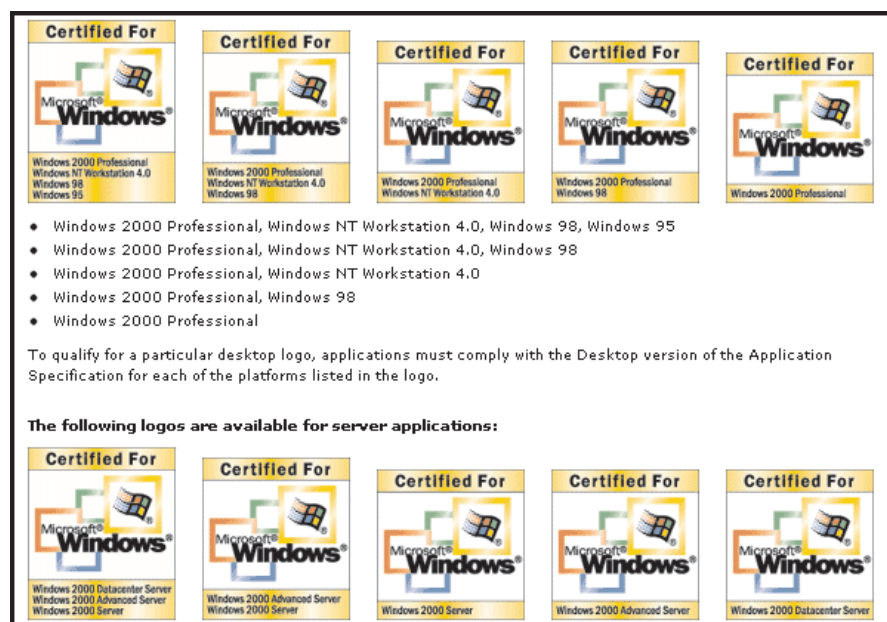 Certified For
Microsoft®
Windows®
Windows 2000 Professional
Windows NT Workstation 4.0
Windows 98
Windows 95
Certified For
Microsoft®
Windows®
Windows 2000 Professional
Windows NT Workstation 4.0
Windows 98
Certified For
Microsoft®
Windows®
Windows 2000 Professional
Windows NT Workstation 4.0
Certified For
Microsoft®
Windows®
Windows 2000 Professional
Windows 98
Certified For
Microsoft®
Windows®
Windows 2000 Professional
• Windows 2000 Professional, Windows NT Workstation 4.0, Windows 98, Windows 95
• Windows 2000 Professional, Windows NT Workstation 4.0, Windows 98
• Windows 2000 Professional, Windows NT Workstation 4.0
• Windows 2000 Professional, Windows 98
• Windows 2000 Professional
To qualify for a particular desktop logo, applications must comply with the Desktop version of the Application
Specification for each of the platforms listed in the logo.
The following logos are available for server applications:
Certified For
Microsoft®
Windows®
Windows 2000 Datacenter Server
Windows 2000 Advanced Server
Windows 2000 Server
Certified For
Microsoft®
Windows®
Windows 2000 Advanced Server
Windows 2000 Server
Certified For
Microsoft®
Windows®
Windows 2000 Server
Certified For
Microsoft®
Windows®
Windows 2000 Advanced Server
Certified For
Microsoft®
Windows®
Windows 2000 Datacenter Server